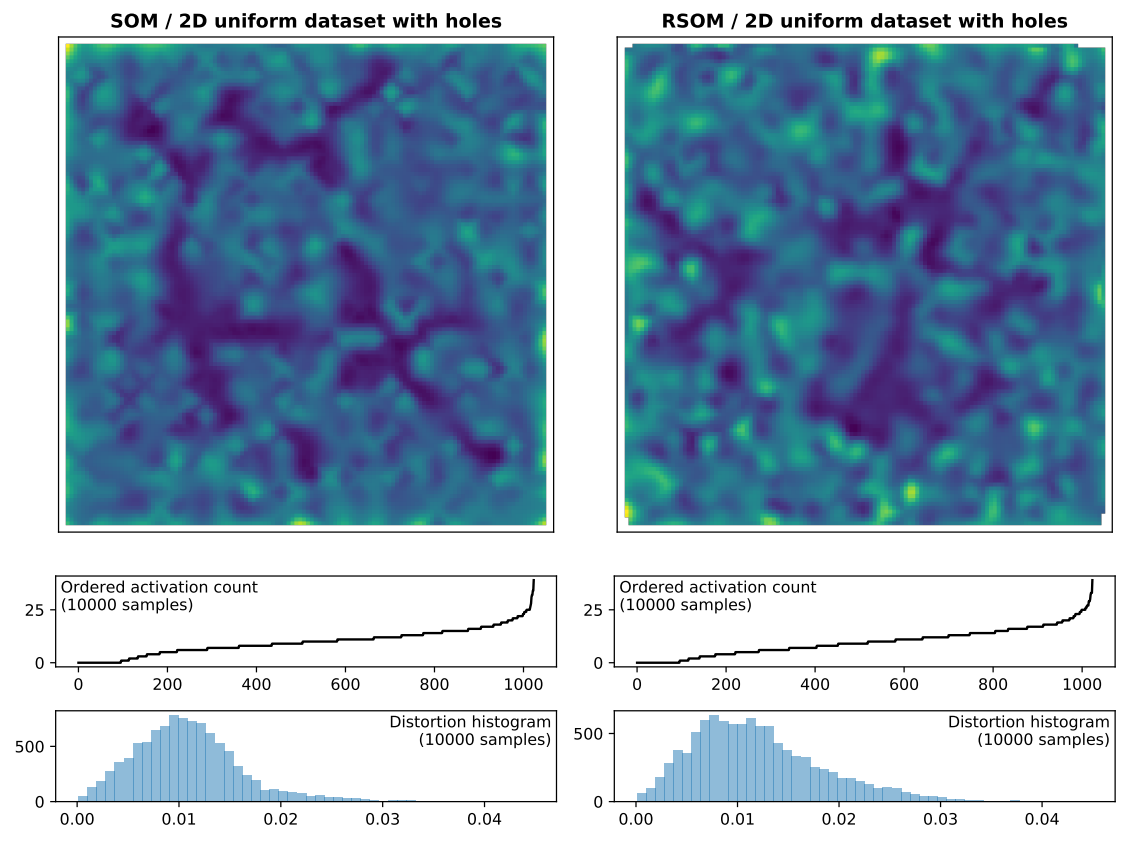 SOM / 2D uniform dataset with holes
RSOM / 2D uniform dataset with holes
Ordered activation count
(10000 samples)
25
0
0 200 400 600 800 1000
Ordered activation count
(10000 samples)
25
0
0 200 400 600 800 1000
Distortion histogram
(10000 samples)
500
0
0.00 0.01 0.02 0.03 0.04
Distortion histogram
(10000 samples)
500
0
0.00 0.01 0.02 0.03 0.04